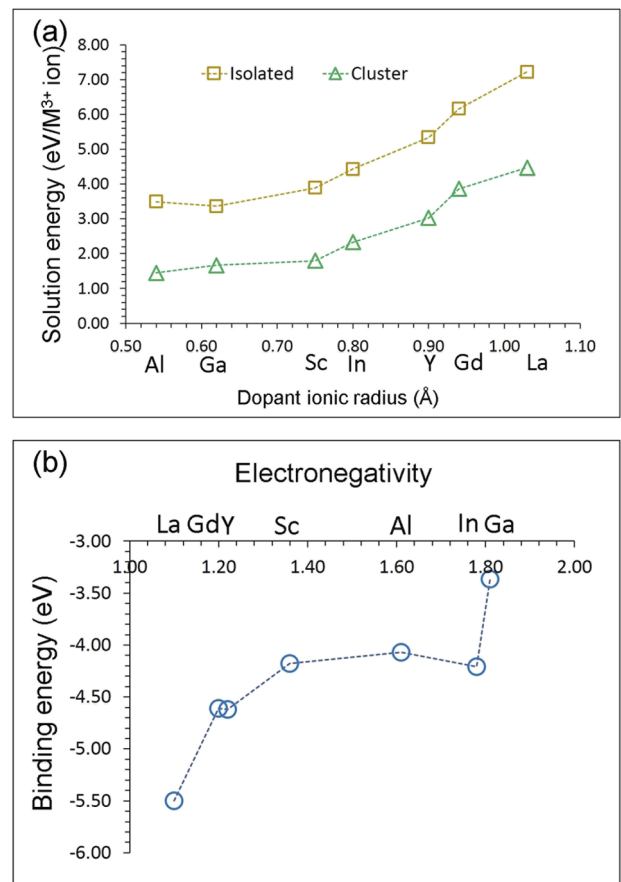 (a)
8.00
7.00
6.00
5.00
4.00
3.00
2.00
1.00
0.00
Solution energy (eV/M³⁺ ion)
Isolated Cluster
0.50 0.60 0.70 0.80 0.90 1.00 1.10
Al Ga Sc In Y Gd La
Dopant ionic radius (Å)
(b)
Electronegativity
La Gd Y Sc Al In Ga
-3.00
1.00 1.20 1.40 1.60 1.80 2.00
-3.50
-4.00
-4.50
-5.00
-5.50
-6.00
Binding energy (eV)